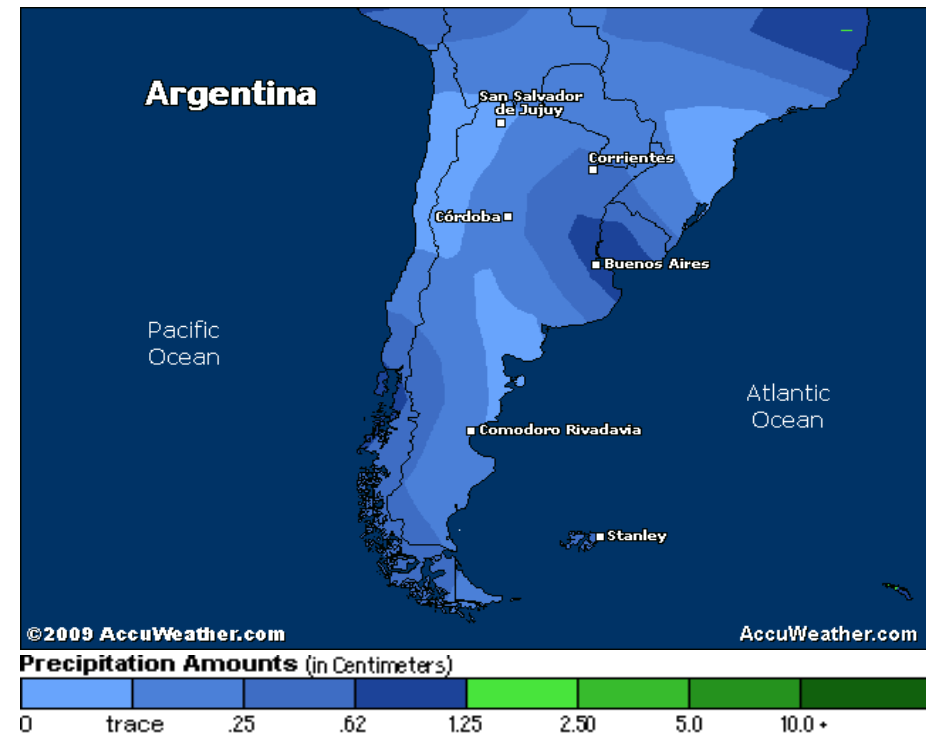 Argentina
San Salvador
de Jujuy
Corrientes
Córdoba
Buenos Aires
Pacific
Ocean
Atlantic
Ocean
Comodoro Rivadavia
Stanley
©2009 AccuWeather.com
AccuWeather.com
Precipitation Amounts (in Centimeters)
0 trace .25 .62 1.25 2.50 5.0 10.0 +